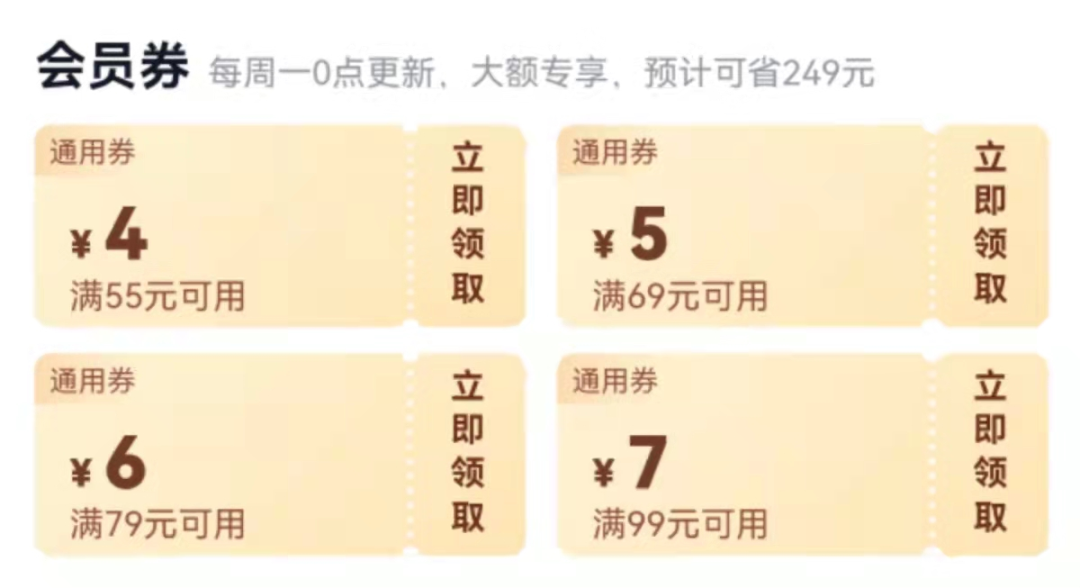 会员券 每周一0点更新，大额专享，预计可省249元
通用券
¥4
满55元可用
立即领取
通用券
¥5
满69元可用
立即领取
通用券
¥6
满79元可用
立即领取
通用券
¥7
满99元可用
立即领取